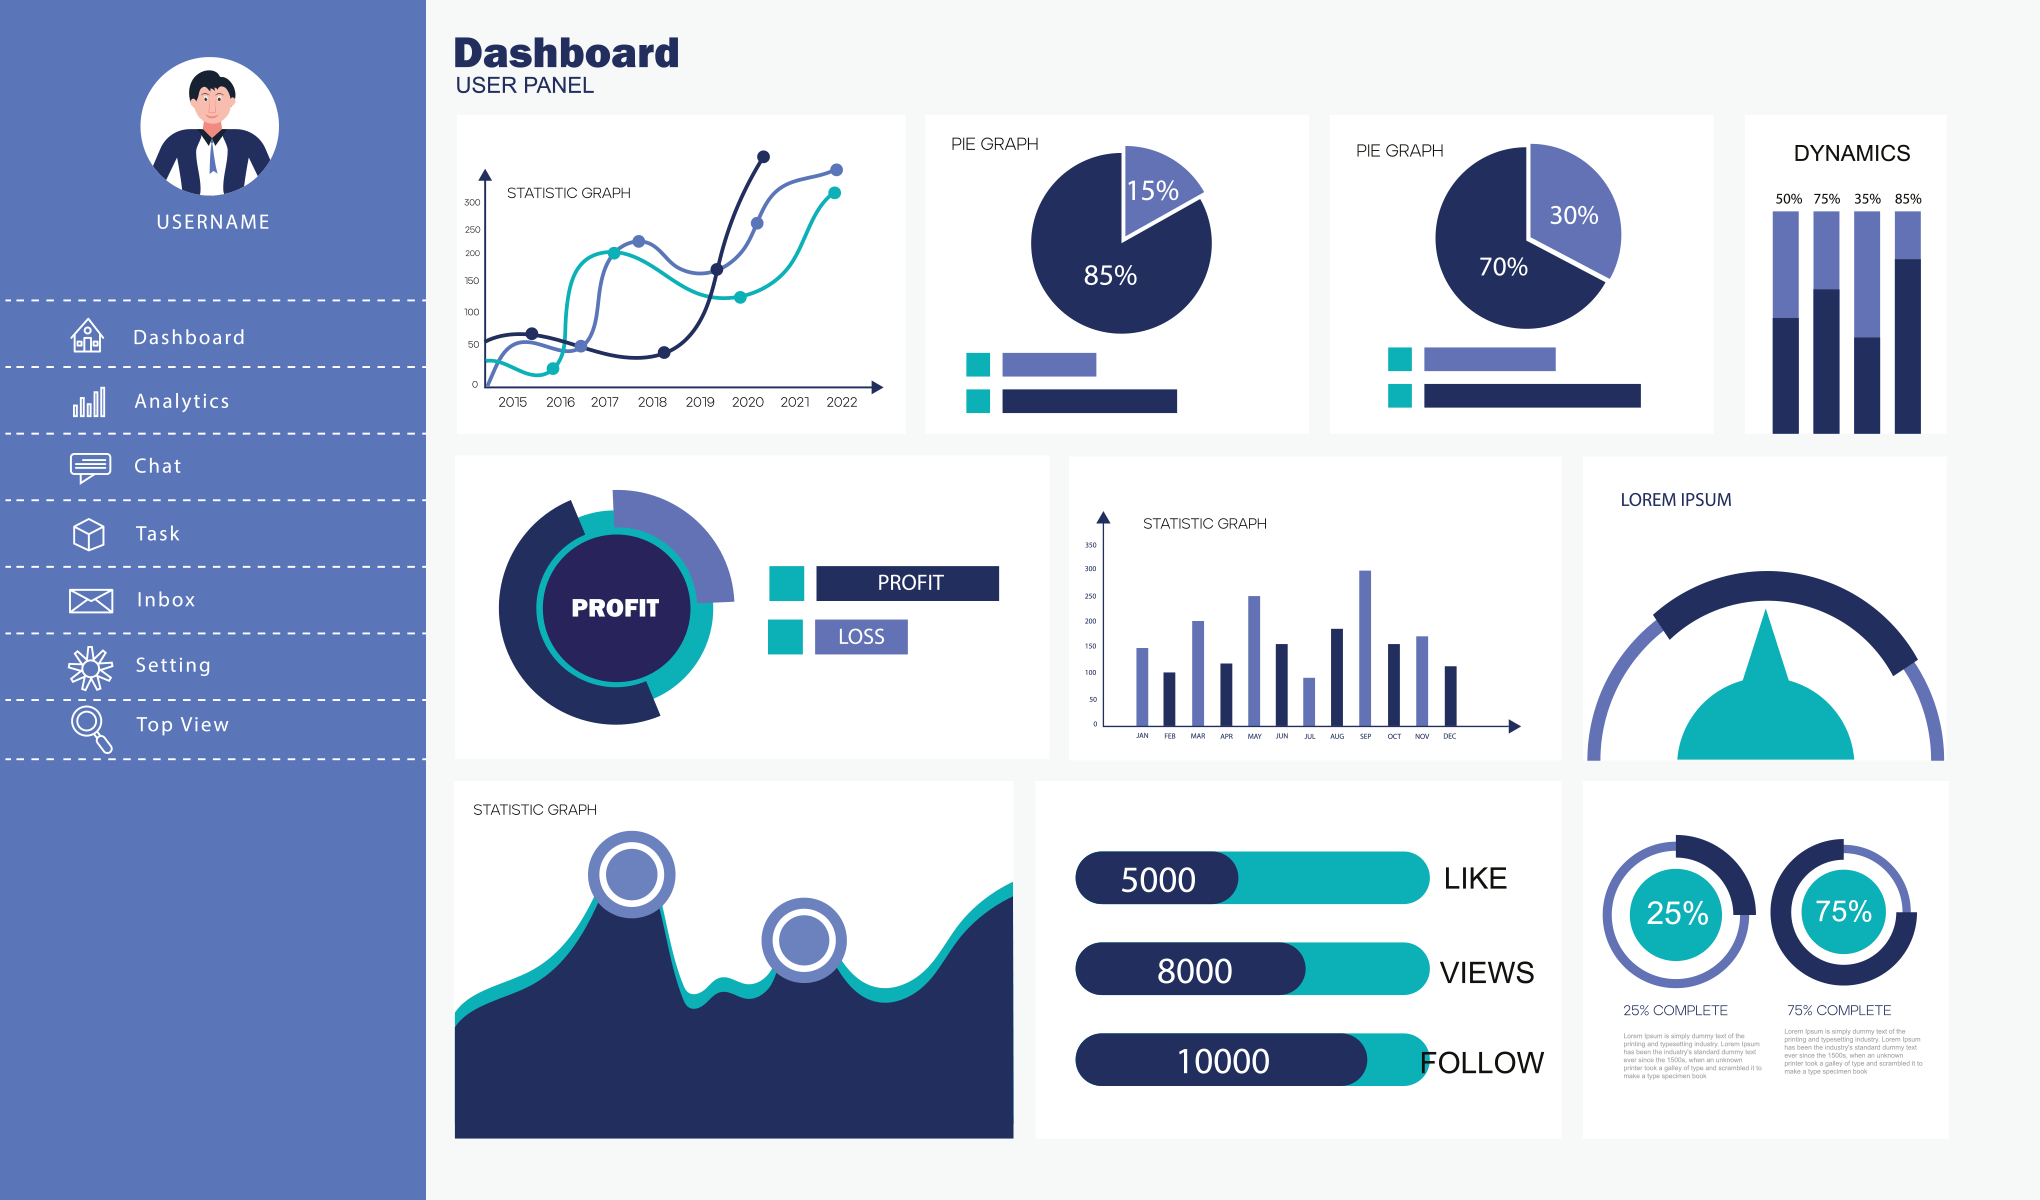 USERNAME
Dashboard
Analytics
Chat
Task
Inbox
Setting
Top View
Dashboard
USER PANEL
STATISTIC GRAPH
300
250
200
150
100
50
0
2015 2016 2017 2018 2019 2020 2021 2022
PIE GRAPH
15%
85%
PIE GRAPH
30%
70%
DYNAMICS
50% 75% 35% 85%
PROFIT
PROFIT
LOSS
STATISTIC GRAPH
350
300
250
200
150
100
50
0
JAN FEB MAR APR MAY JUN JUL AUG SEP OCT NOV DEC
LOREM IPSUM
STATISTIC GRAPH
5000 LIKE
8000 VIEWS
10000 FOLLOW
25%
25% COMPLETE
Lorem Ipsum is simply dummy text of the
printing and typesetting industry. Lorem Ipsum
has been the industry's standard dummy text
ever since the 1500s, when an unknown
printer took a galley of type and scrambled it to
make a type specimen book
75%
75% COMPLETE
Lorem Ipsum is simply dummy text of the
printing and typesetting industry. Lorem Ipsum
has been the industry's standard dummy text
ever since the 1500s, when an unknown
printer took a galley of type and scrambled it to
make a type specimen book